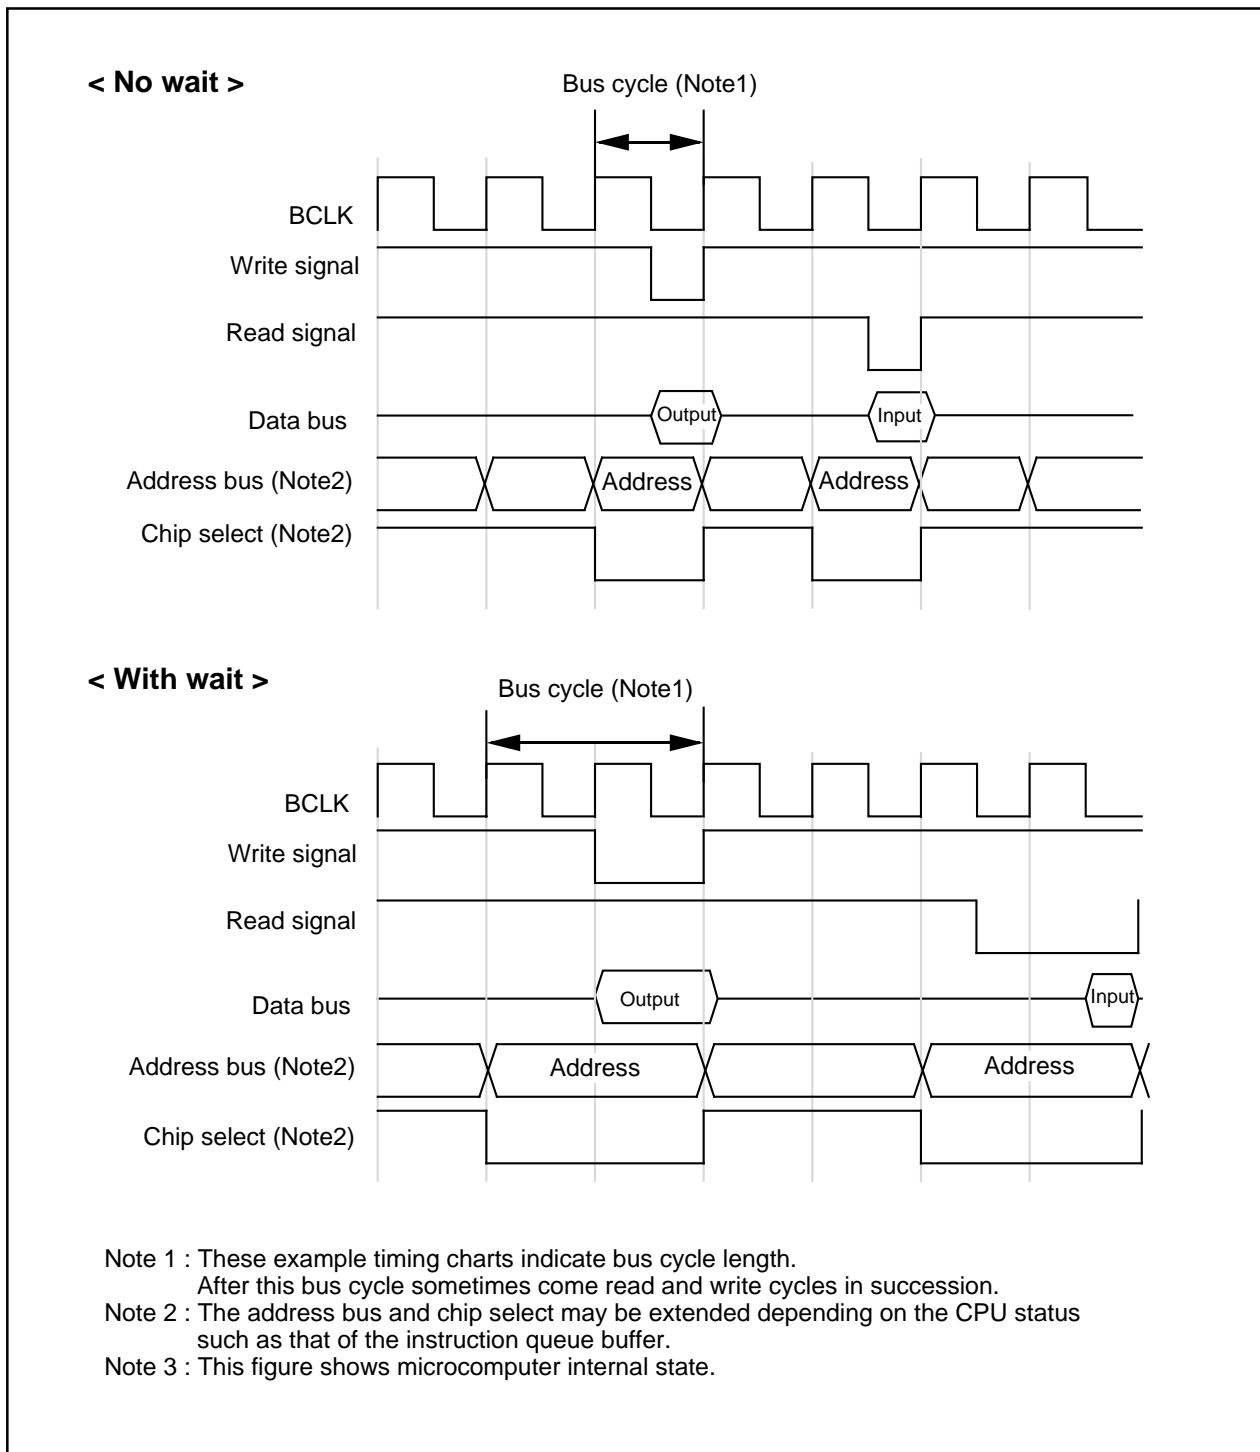 < No wait >
Bus cycle (Note1)
BCLK
Write signal
Read signal
Data bus
Output
Input
Address bus (Note2)
Address
Address
Chip select (Note2)
< With wait >
Bus cycle (Note1)
BCLK
Write signal
Read signal
Data bus
Output
Input
Address bus (Note2)
Address
Address
Chip select (Note2)
Note 1 : These example timing charts indicate bus cycle length.
After this bus cycle sometimes come read and write cycles in succession.
Note 2 : The address bus and chip select may be extended depending on the CPU status
such as that of the instruction queue buffer.
Note 3 : This figure shows microcomputer internal state.